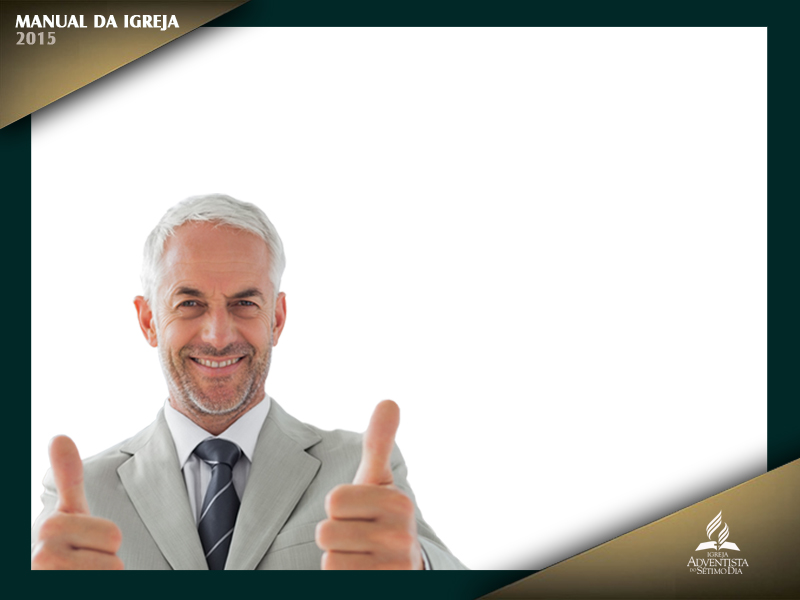 MANUAL DA IGREJA
2015
IGREJA
ADVENTISTA
DO SÉTIMO DIA